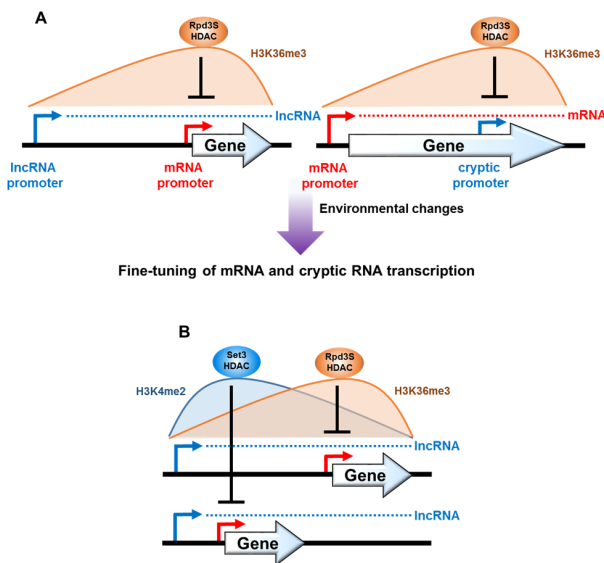 A
Rpd3S
HDAC
H3K36me3
lncRNA
Gene
lncRNA
promoter
mRNA
promoter
Rpd3S
HDAC
H3K36me3
mRNA
Gene
mRNA
promoter
cryptic
promoter
Environmental changes
Fine-tuning of mRNA and cryptic RNA transcription
B
Set3
HDAC
Rpd3S
HDAC
H3K4me2
H3K36me3
lncRNA
Gene
lncRNA
Gene